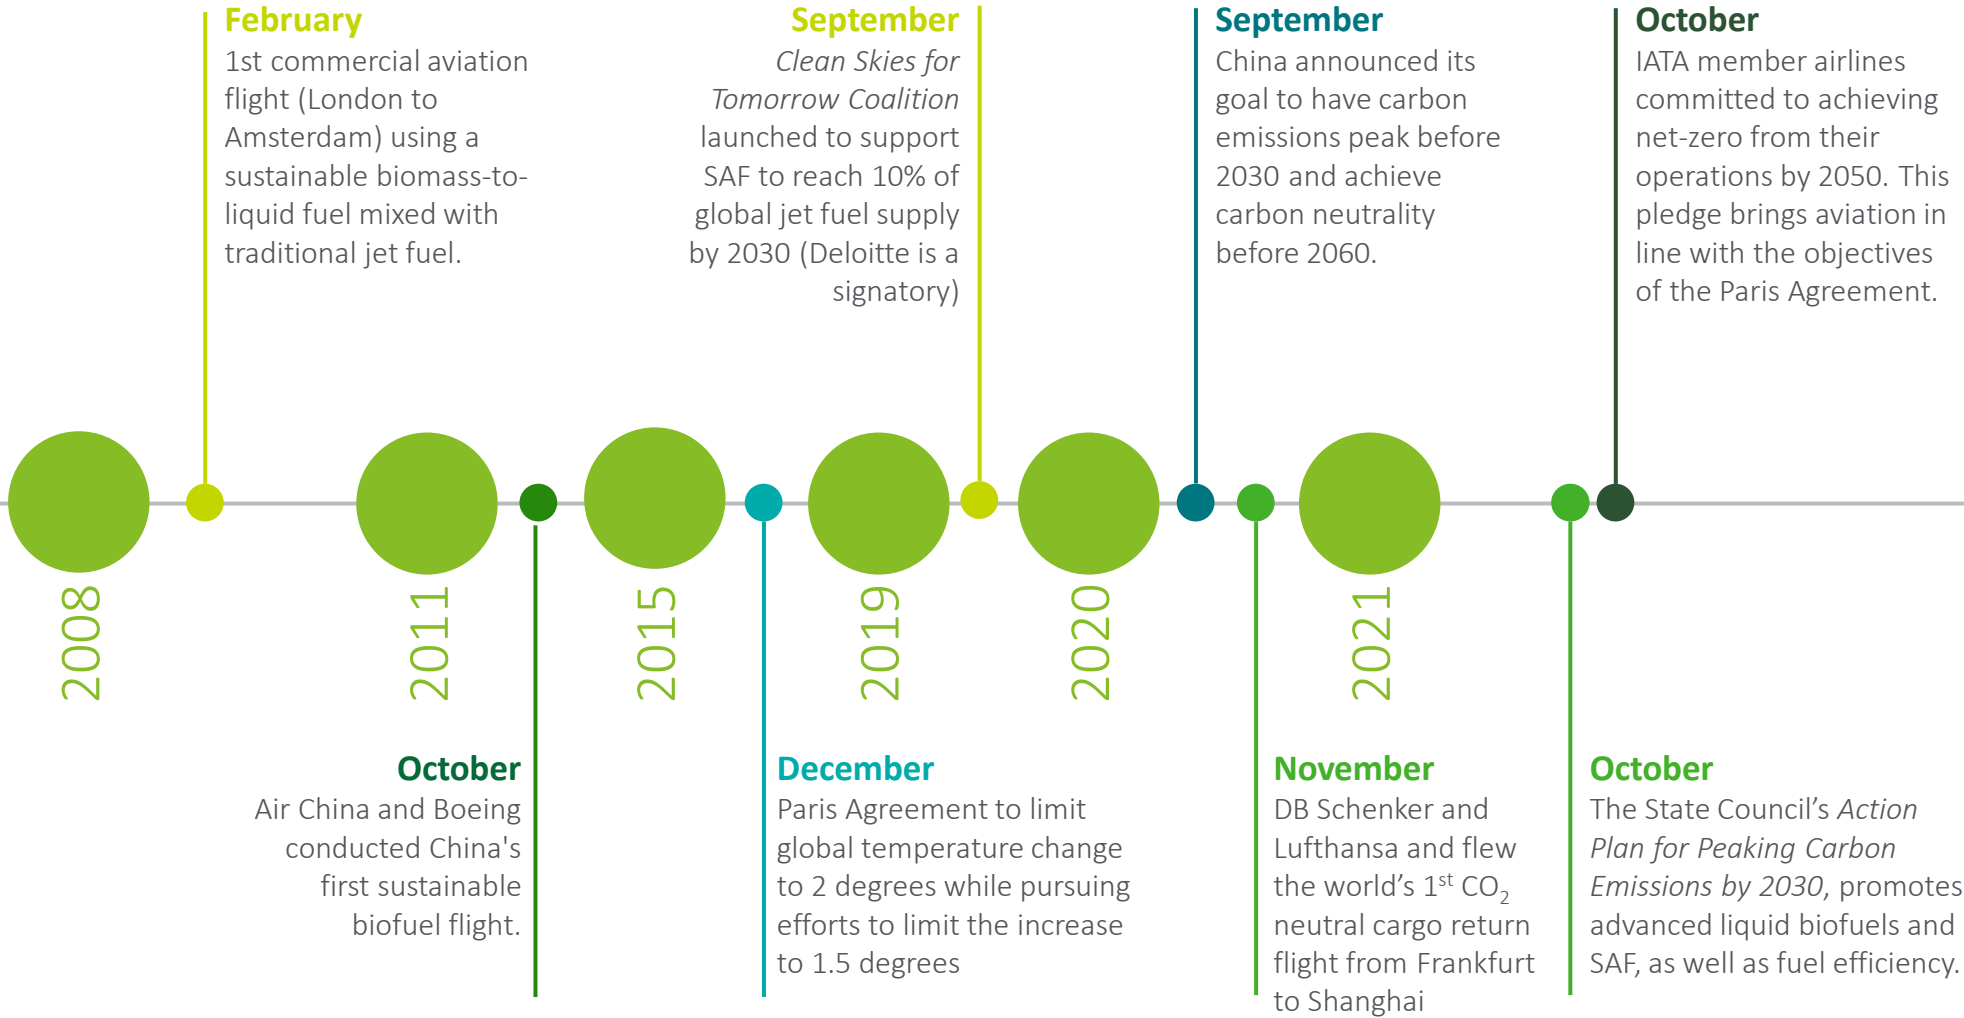 February
1st commercial aviation
flight (London to
Amsterdam) using a
sustainable biomass-to-
liquid fuel mixed with
traditional jet fuel.
September
Clean Skies for
Tomorrow Coalition
launched to support
SAF to reach 10% of
global jet fuel supply
by 2030 (Deloitte is a
signatory)
September
China announced its
goal to have carbon
emissions peak before
2030 and achieve
carbon neutrality
before 2060.
October
IATA member airlines
committed to achieving
net-zero from their
operations by 2050. This
pledge brings aviation in
line with the objectives
of the Paris Agreement.
2008
2011
2015
2019
2020
2021
October
Air China and Boeing
conducted China's
first sustainable
biofuel flight.
December
Paris Agreement to limit
global temperature change
to 2 degrees while pursuing
efforts to limit the increase
to 1.5 degrees
November
DB Schenker and
Lufthansa and flew
the world’s 1st CO2
neutral cargo return
flight from Frankfurt
to Shanghai
October
The State Council’s Action
Plan for Peaking Carbon
Emissions by 2030, promotes
advanced liquid biofuels and
SAF, as well as fuel efficiency.